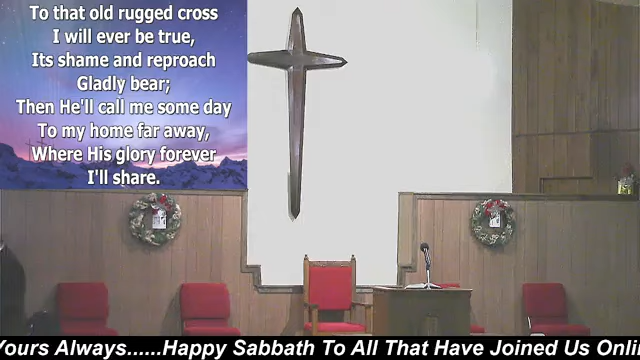 To that old rugged cross
I will ever be true,
Its shame and reproach
Gladly bear;
Then He'll call me some day
To my home far away,
Where His glory forever
I'll share.
Yours Always......Happy Sabbath To All That Have Joined Us Onli